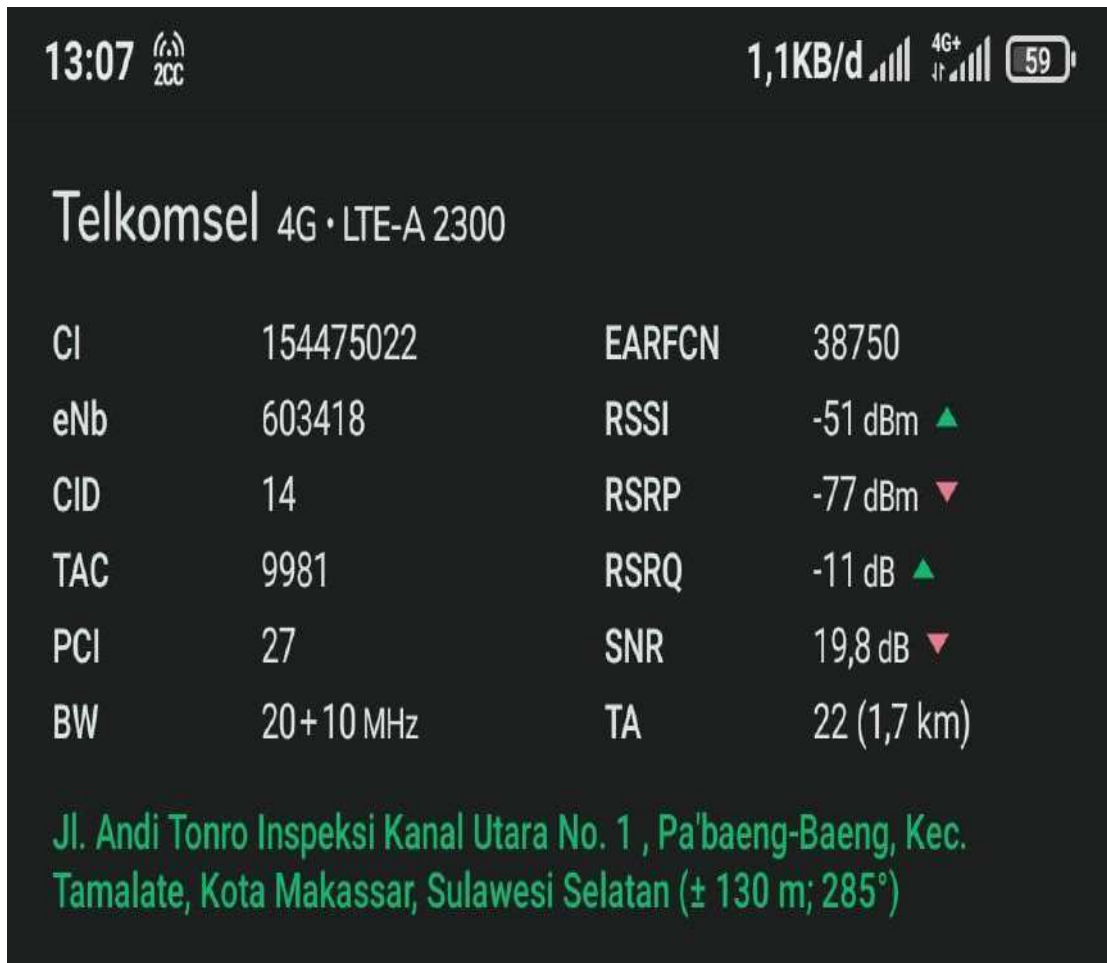 13:07 2CC 1,1KB/d 4G+ 59
Telkomsel 4G • LTE-A 2300
CI 154475022 EARFCN 38750
eNb 603418 RSSI -51 dBm
CID 14 RSRP -77 dBm
TAC 9981 RSRQ -11 dB
PCI 27 SNR 19,8 dB
BW 20+10 MHz TA 22 (1,7 km)
Jl. Andi Tonro Inspeksi Kanal Utara No. 1 , Pa'baeng-Baeng, Kec.
Tamalate, Kota Makassar, Sulawesi Selatan (± 130 m; 285°)